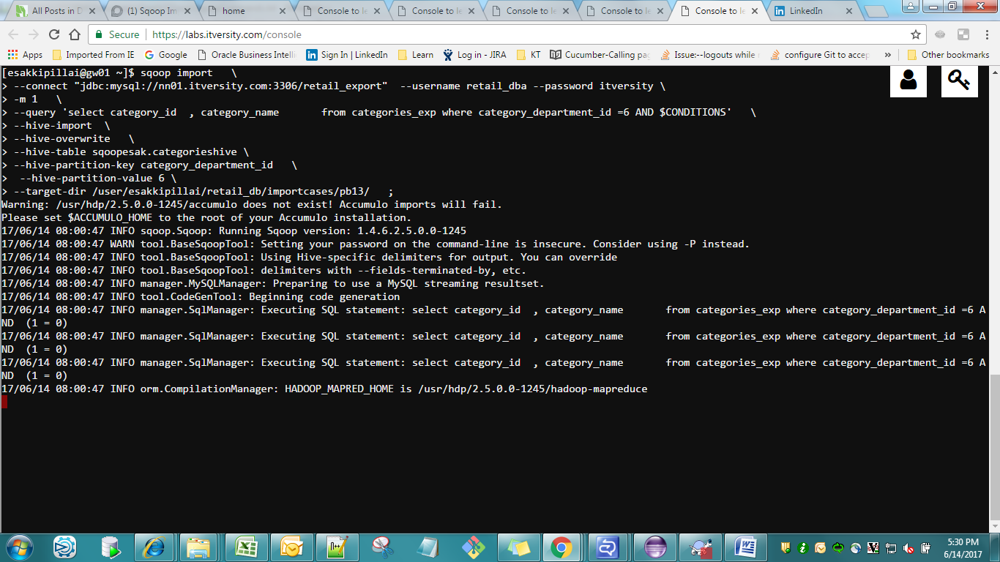 All Posts in D
(1) Sqoop Im
home
Console to le
Console to le
Console to le
Console to le
Console to le
LinkedIn
Secure
https://labs.itversity.com/console
Apps
Imported From IE
Google
Oracle Business Intelli
Sign In | LinkedIn
Learn
Log in - JIRA
KT
Cucumber-Calling pag
Issue:--logouts while r
configure Git to accep
»
Other bookmarks
[esakkipillai@gw01 ~]$ sqoop import   \
> --connect "jdbc:mysql://nn01.itversity.com:3306/retail_export"  --username retail_dba --password itversity \
> -m 1   \
> --query 'select category_id  , category_name       from categories_exp where category_department_id =6 AND $CONDITIONS'   \
> --hive-import  \
> --hive-overwrite   \
> --hive-table sqoopesak.categorieshive \
> --hive-partition-key category_department_id   \
>  --hive-partition-value 6 \
> --target-dir /user/esakkipillai/retail_db/importcases/pb13/   ;
Warning: /usr/hdp/2.5.0.0-1245/accumulo does not exist! Accumulo imports will fail.
Please set $ACCUMULO_HOME to the root of your Accumulo installation.
17/06/14 08:00:47 INFO sqoop.Sqoop: Running Sqoop version: 1.4.6.2.5.0.0-1245
17/06/14 08:00:47 WARN tool.BaseSqoopTool: Setting your password on the command-line is insecure. Consider using -P instead.
17/06/14 08:00:47 INFO tool.BaseSqoopTool: Using Hive-specific delimiters for output. You can override
17/06/14 08:00:47 INFO tool.BaseSqoopTool: delimiters with --fields-terminated-by, etc.
17/06/14 08:00:47 INFO manager.MySQLManager: Preparing to use a MySQL streaming resultset.
17/06/14 08:00:47 INFO tool.CodeGenTool: Beginning code generation
17/06/14 08:00:47 INFO manager.SqlManager: Executing SQL statement: select category_id  , category_name       from categories_exp where category_department_id =6 A
ND  (1 = 0)
17/06/14 08:00:47 INFO manager.SqlManager: Executing SQL statement: select category_id  , category_name       from categories_exp where category_department_id =6 A
ND  (1 = 0)
17/06/14 08:00:47 INFO manager.SqlManager: Executing SQL statement: select category_id  , category_name       from categories_exp where category_department_id =6 A
ND  (1 = 0)
17/06/14 08:00:47 INFO orm.CompilationManager: HADOOP_MAPRED_HOME is /usr/hdp/2.5.0.0-1245/hadoop-mapreduce
5:30 PM
6/14/2017